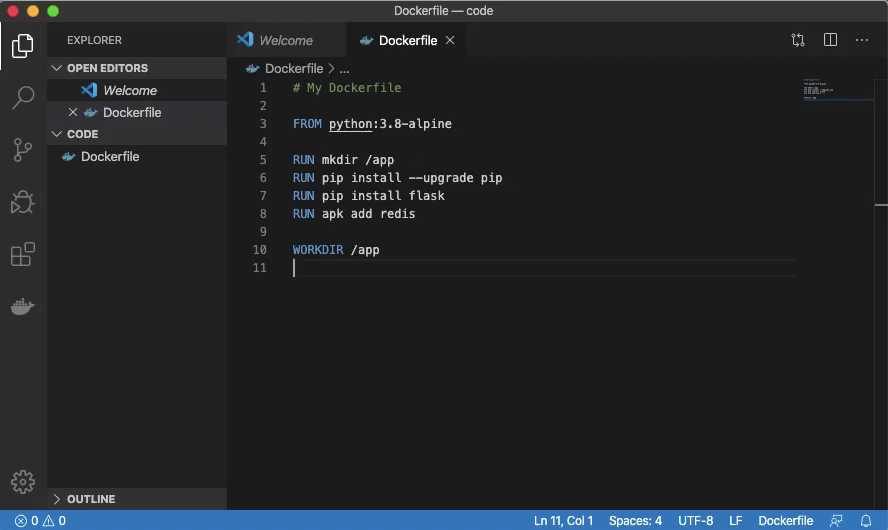 Dockerfile — code
EXPLORER
OPEN EDITORS
Welcome
Dockerfile
CODE
Dockerfile
OUTLINE
Welcome
Dockerfile
Dockerfile > ...
1 # My Dockerfile
2
3 FROM python:3.8-alpine
4
5 RUN mkdir /app
6 RUN pip install --upgrade pip
7 RUN pip install flask
8 RUN apk add redis
9
10 WORKDIR /app
11
0 0 Ln 11, Col 1 Spaces: 4 UTF-8 LF Dockerfile